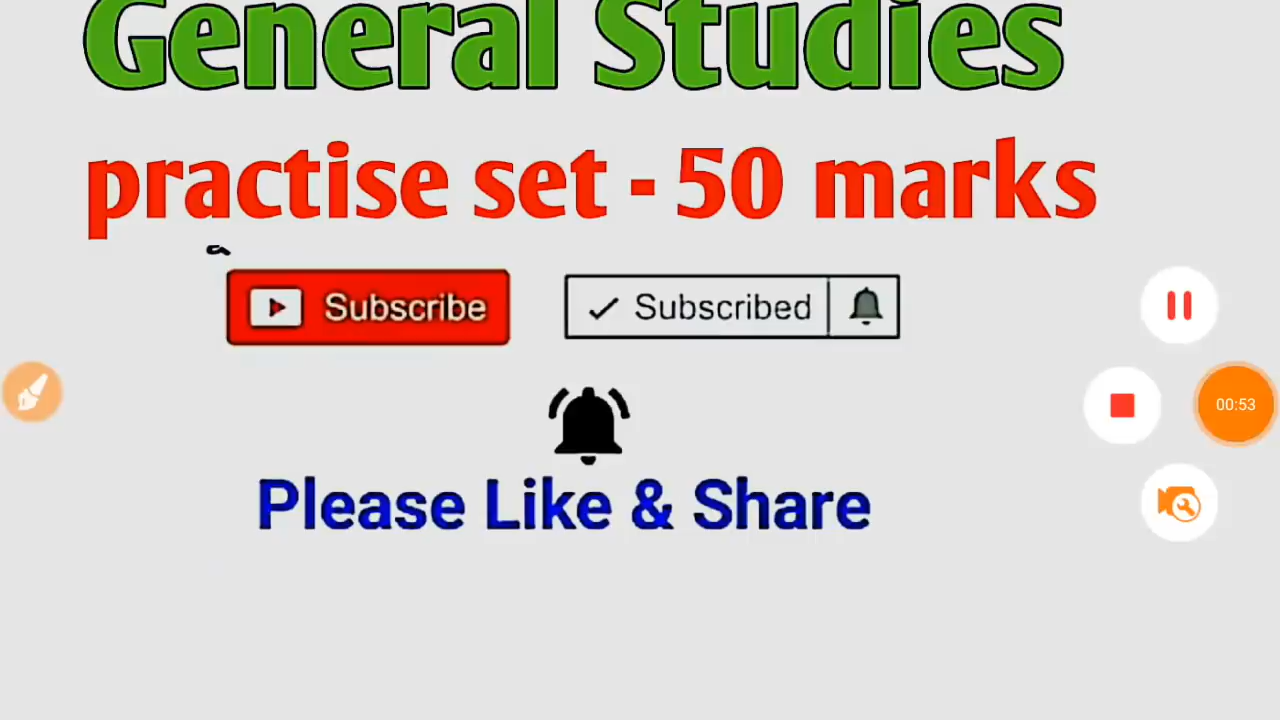 General Studies
practise set - 50 marks
Subscribe
Subscribed
Please Like & Share
00:53